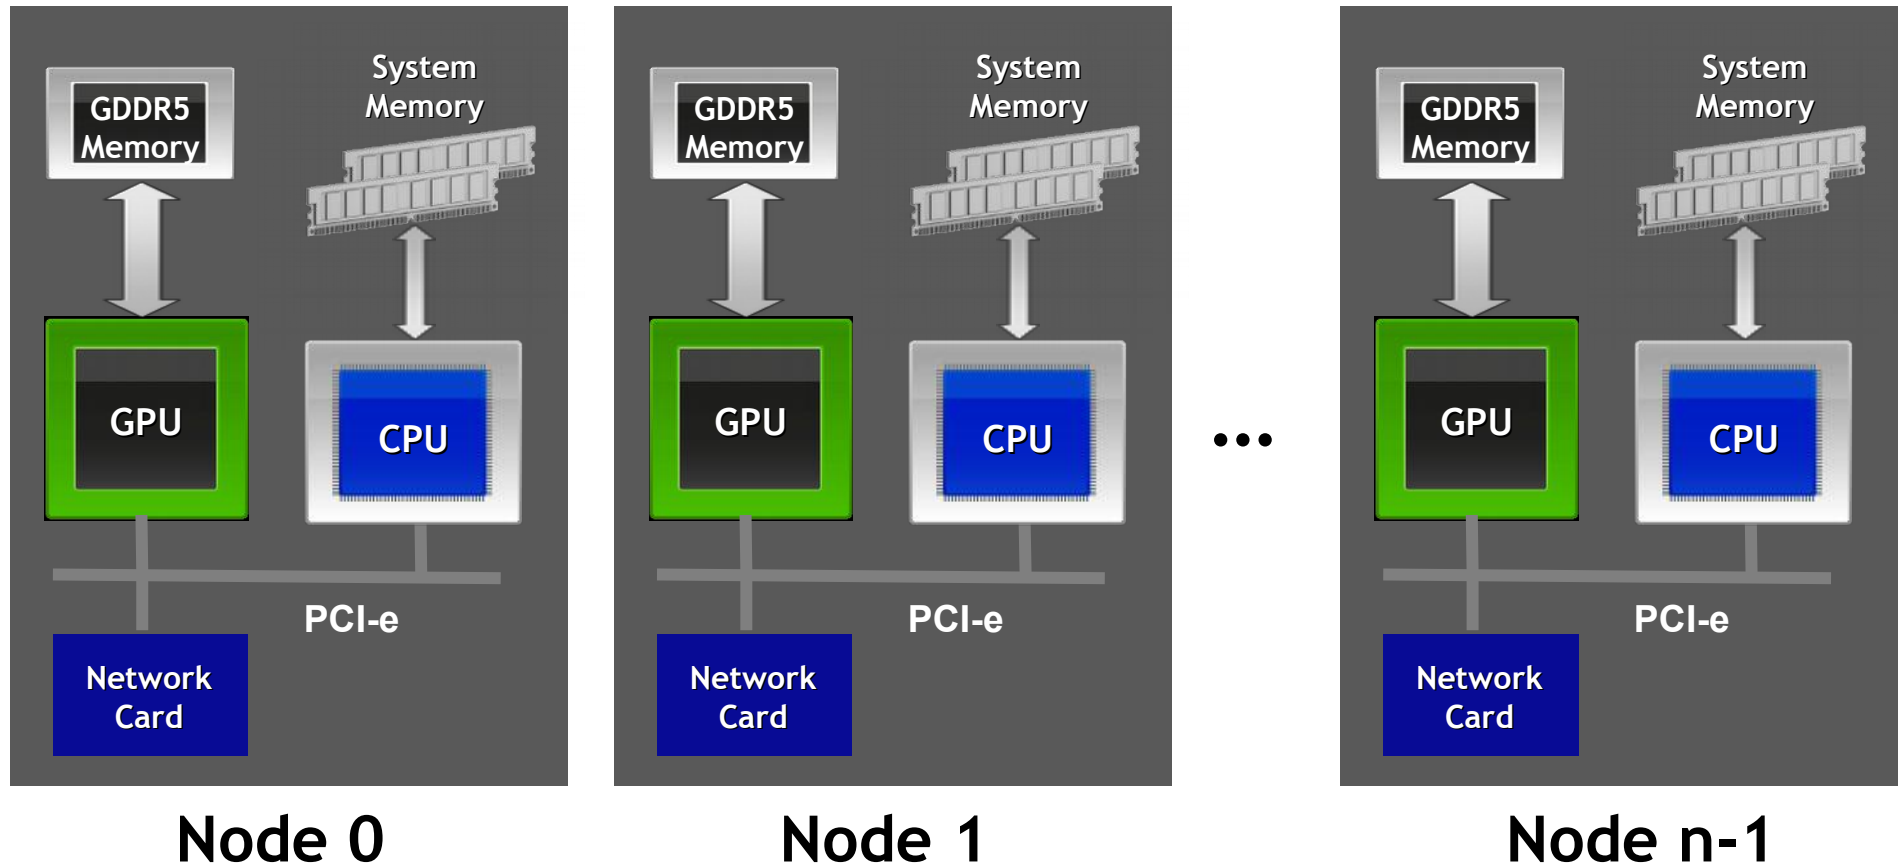 GDDR5
Memory
System
Memory
GPU
CPU
PCI-e
Network
Card
Node 0
GDDR5
Memory
System
Memory
GPU
CPU
PCI-e
Network
Card
Node 1
...
GDDR5
Memory
System
Memory
GPU
CPU
PCI-e
Network
Card
Node n-1